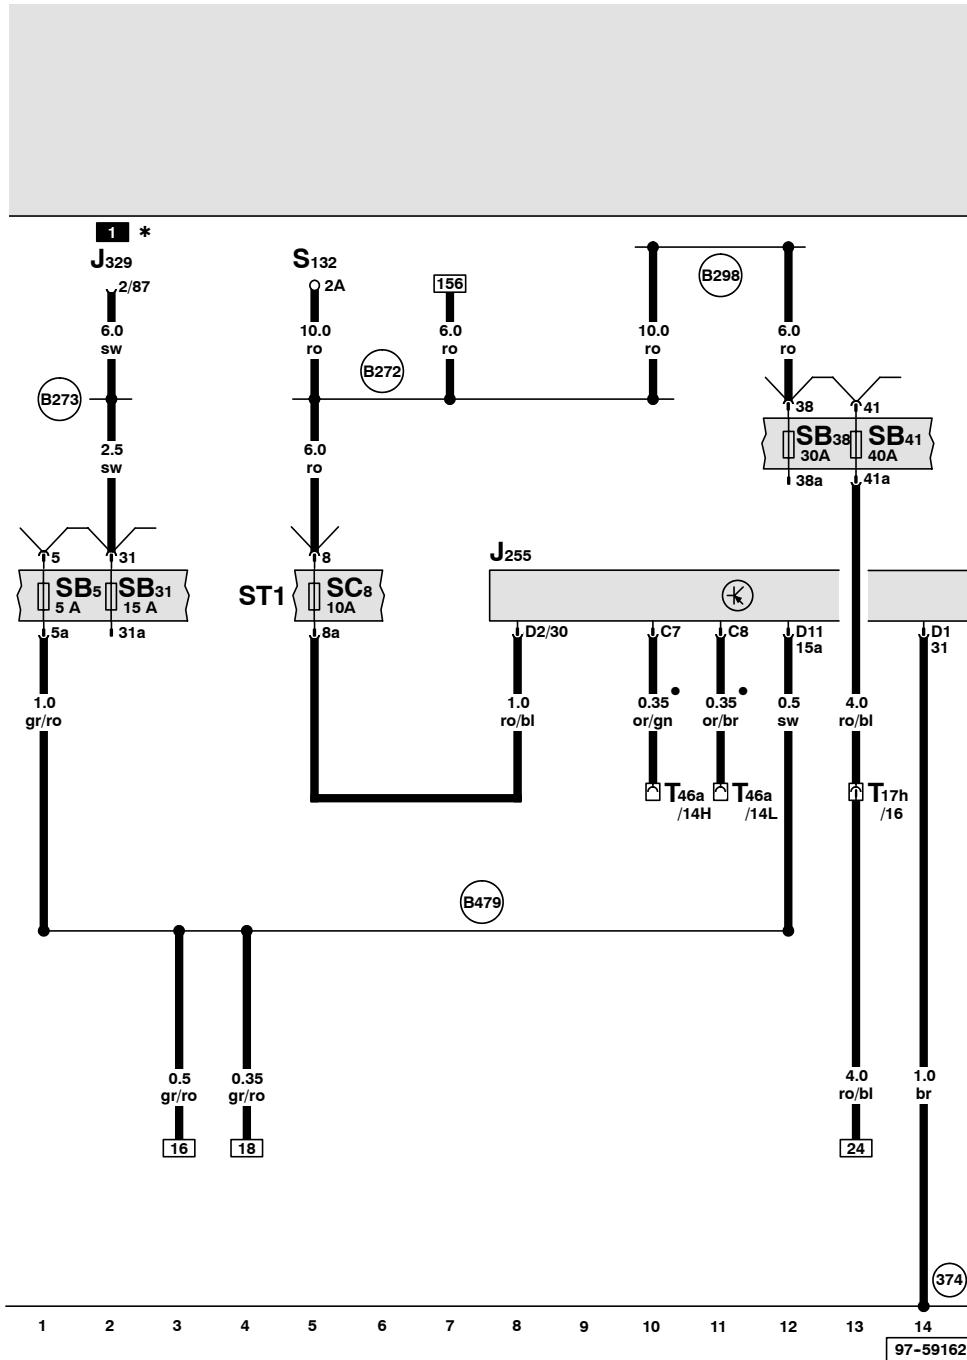 1 *
J329
S132
2/87
2A
156
B298
6.0
sw
10.0
ro
6.0
ro
10.0
ro
6.0
ro
B273
B272
38
41
SB38
30A
SB41
40A
38a
41a
2.5
sw
6.0
ro
5
31
8
J255
SB5
5 A
SB31
15 A
ST1
SC8
10A
5a
31a
8a
D2/30
C7
C8
D11
15a
D1
31
1.0
gr/ro
1.0
ro/bl
0.35
or/gn
0.35
or/br
0.5
sw
4.0
ro/bl
T46a
/14H
T46a
/14L
T17h
/16
B479
0.5
gr/ro
0.35
gr/ro
4.0
ro/bl
1.0
br
16
18
24
374
1 2 3 4 5 6 7 8 9 10 11 12 13 14
97-59162